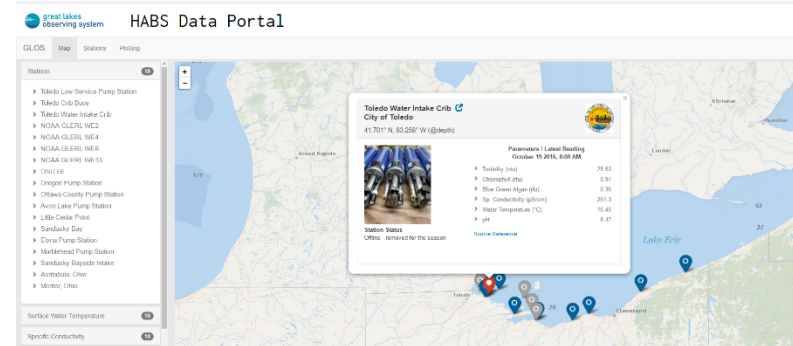 great lakes
observing system
HABS Data Portal
GLOS Map Stations Plotting
Stations 18
> Toledo Low Service Pump Station
> Toledo Crib Buoy
> Toledo Water Intake Crib
> NOAA GLERL WE2
> NOAA GLERL WE4
> NOAA GLERL WE8
> NOAA GLERL WE13
> OSU GI
> Oregon Pump Station
> Ottawa County Pump Station
> Avon Lake Pump Station
> Little Cedar Point
> Sandusky Bay
> Elyria Pump Station
> Marblehead Pump Station
> Sandusky Bayside Intake
> Ashtabula, Ohio
> Mentor, Ohio
Surface Water Temperature 18
Specific Conductivity 18
+
-
Toledo Water Intake Crib
City of Toledo
41.701° N, 83.258° W (@depth)
×
Station Status
Offline - removed for the season
Parameters / Latest Reading
October 19 2016, 8:00 AM
> Turbidity (ntu) 25.53
> Chlorophyll (rfu) 0.97
> Blue Green Algae (rfu) 0.36
> Sp. Conductivity (µS/cm) 261.3
> Water Temperature (°C) 16.45
> pH 8.47
Source Reference
Kitchener
Hamilton
Grand Rapids
London
Lake Erie
Toledo
Cleveland